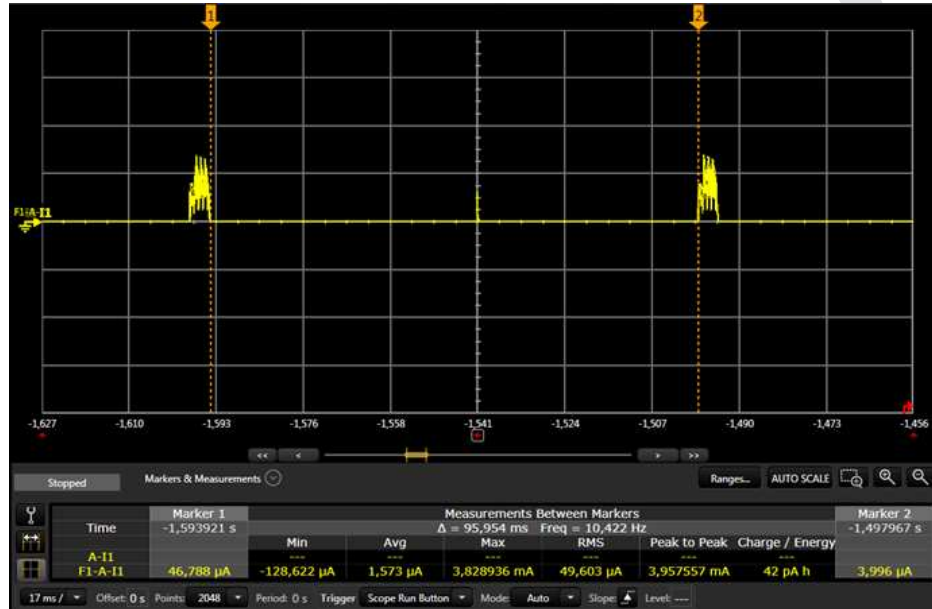 1 2
F1-A-I1
-1,627 -1,610 -1,593 -1,576 -1,558 -1,541 -1,524 -1,507 -1,490 -1,473 -1,456
<< < > >>
Stopped Markers & Measurements Ranges... AUTO SCALE
Marker 1 Measurements Between Markers Marker 2
Time -1,593921 s Δ = 95,954 ms Freq = 10,422 Hz -1,497967 s
Min Avg Max RMS Peak to Peak Charge / Energy
A-I1 --- --- --- --- --- ---
F1-A-I1 46,788 µA -128,622 µA 1,573 µA 3,828936 mA 49,603 µA 3,957557 mA 42 pA h 3,996 µA
17 ms / Offset: 0 s Points: 2048 Period: 0 s Trigger Scope Run Button Mode: Auto Slope: Level: ---